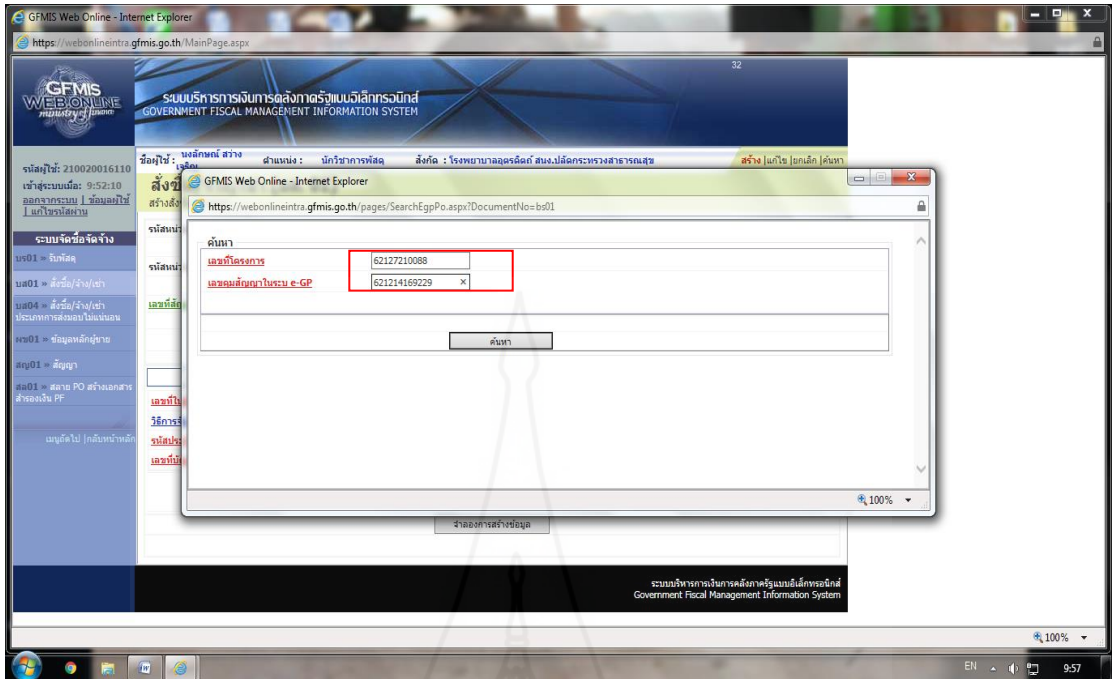 GFMIS Web Online - Internet Explorer
https://webonlineintra.gfmis.go.th/MainPage.aspx
32
GFMIS
WEB ONLINE
ministry of finance
ระบบบริหารการเงินการคลังภาครัฐแบบอิเล็กทรอนิกส์
GOVERNMENT FISCAL MANAGEMENT INFORMATION SYSTEM
รหัสผู้ใช้: 210020016110
เข้าสู่ระบบเมื่อ: 9:52:10
ออกจากระบบ | ข้อมูลผู้ใช้
| แก้ไขรหัสผ่าน
ชื่อผู้ใช้ : นงลักษณ์ สว่าง ตำแหน่ง : นักวิชาการพัสดุ สังกัด : โรงพยาบาลอุตรดิตถ์ สนง.ปลัดกระทรวงสาธารณสุข
สร้าง |แก้ไข |ยกเลิก |ค้นหา
ระบบจัดซื้อจัดจ้าง
บร01 » รับพัสดุ
บส01 » สั่งซื้อ/จ้าง/เช่า
บส04 » สั่งซื้อ/จ้าง/เช่า
ประเภทการส่งมอบไม่แน่นอน
ผข01 » ข้อมูลหลักผู้ขาย
สญ01 » สัญญา
สล01 » สลาย PO สร้างเอกสาร
สำรองเงิน PF
เมนูถัดไป |กลับหน้าหลัก
GFMIS Web Online - Internet Explorer
https://webonlineintra.gfmis.go.th/pages/SearchEgpPo.aspx?DocumentNo=bs01
ค้นหา
เลขที่โครงการ 62127210088
เลขคุมสัญญาในระบบ e-GP 621214169229
ค้นหา
100%
จำลองการสร้างข้อมูล
ระบบบริหารการเงินการคลังภาครัฐแบบอิเล็กทรอนิกส์
Government Fiscal Management Information System
100%
EN 9:57